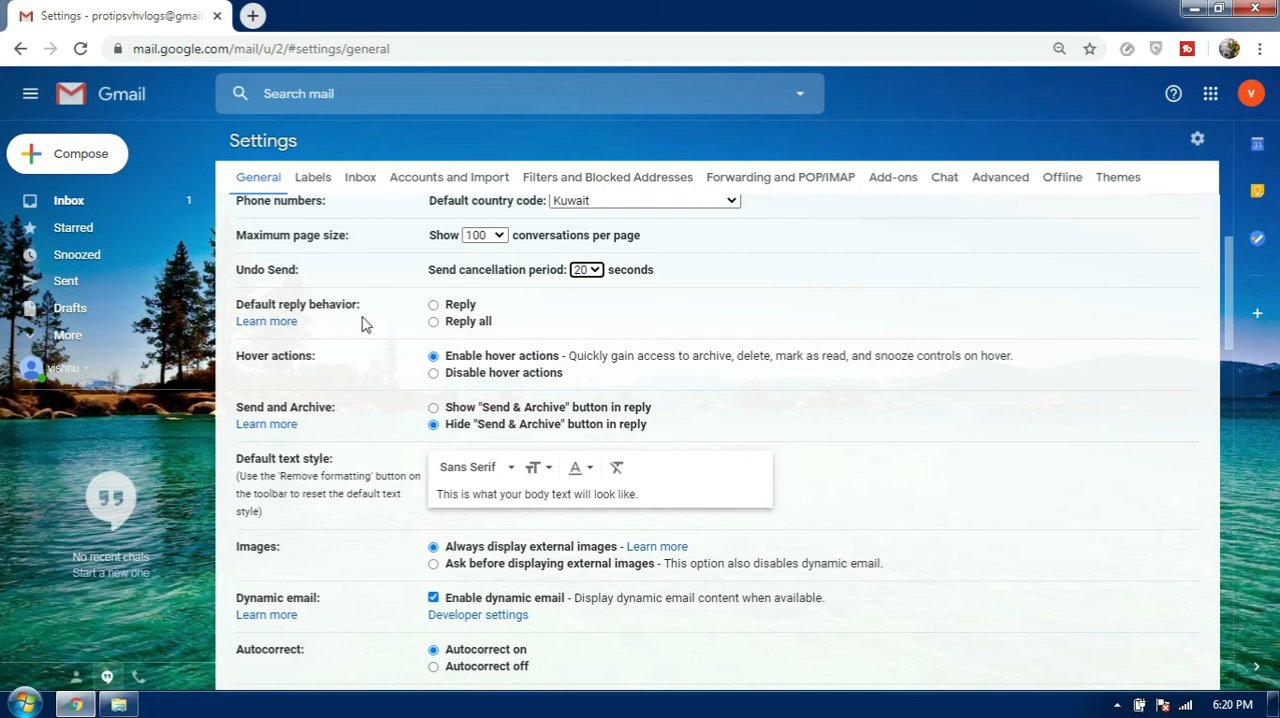 Settings - protipsvhvlogs@gmai
mail.google.com/mail/u/2/#settings/general
Gmail
Search mail
V
Settings
Compose
General Labels Inbox Accounts and Import Filters and Blocked Addresses Forwarding and POP/IMAP Add-ons Chat Advanced Offline Themes
Inbox 1
Starred
Snoozed
Sent
Drafts
More
vishnu
No recent chats
Start a new one
Phone numbers: Default country code: Kuwait
Maximum page size: Show 100 conversations per page
Undo Send: Send cancellation period: 20 seconds
Default reply behavior: Reply
Learn more Reply all
Hover actions: Enable hover actions - Quickly gain access to archive, delete, mark as read, and snooze controls on hover.
Disable hover actions
Send and Archive: Show "Send & Archive" button in reply
Learn more Hide "Send & Archive" button in reply
Default text style:
(Use the 'Remove formatting' button on
the toolbar to reset the default text
style)
Sans Serif
This is what your body text will look like.
Images: Always display external images - Learn more
Ask before displaying external images - This option also disables dynamic email.
Dynamic email: Enable dynamic email - Display dynamic email content when available.
Learn more Developer settings
Autocorrect: Autocorrect on
Autocorrect off
6:20 PM